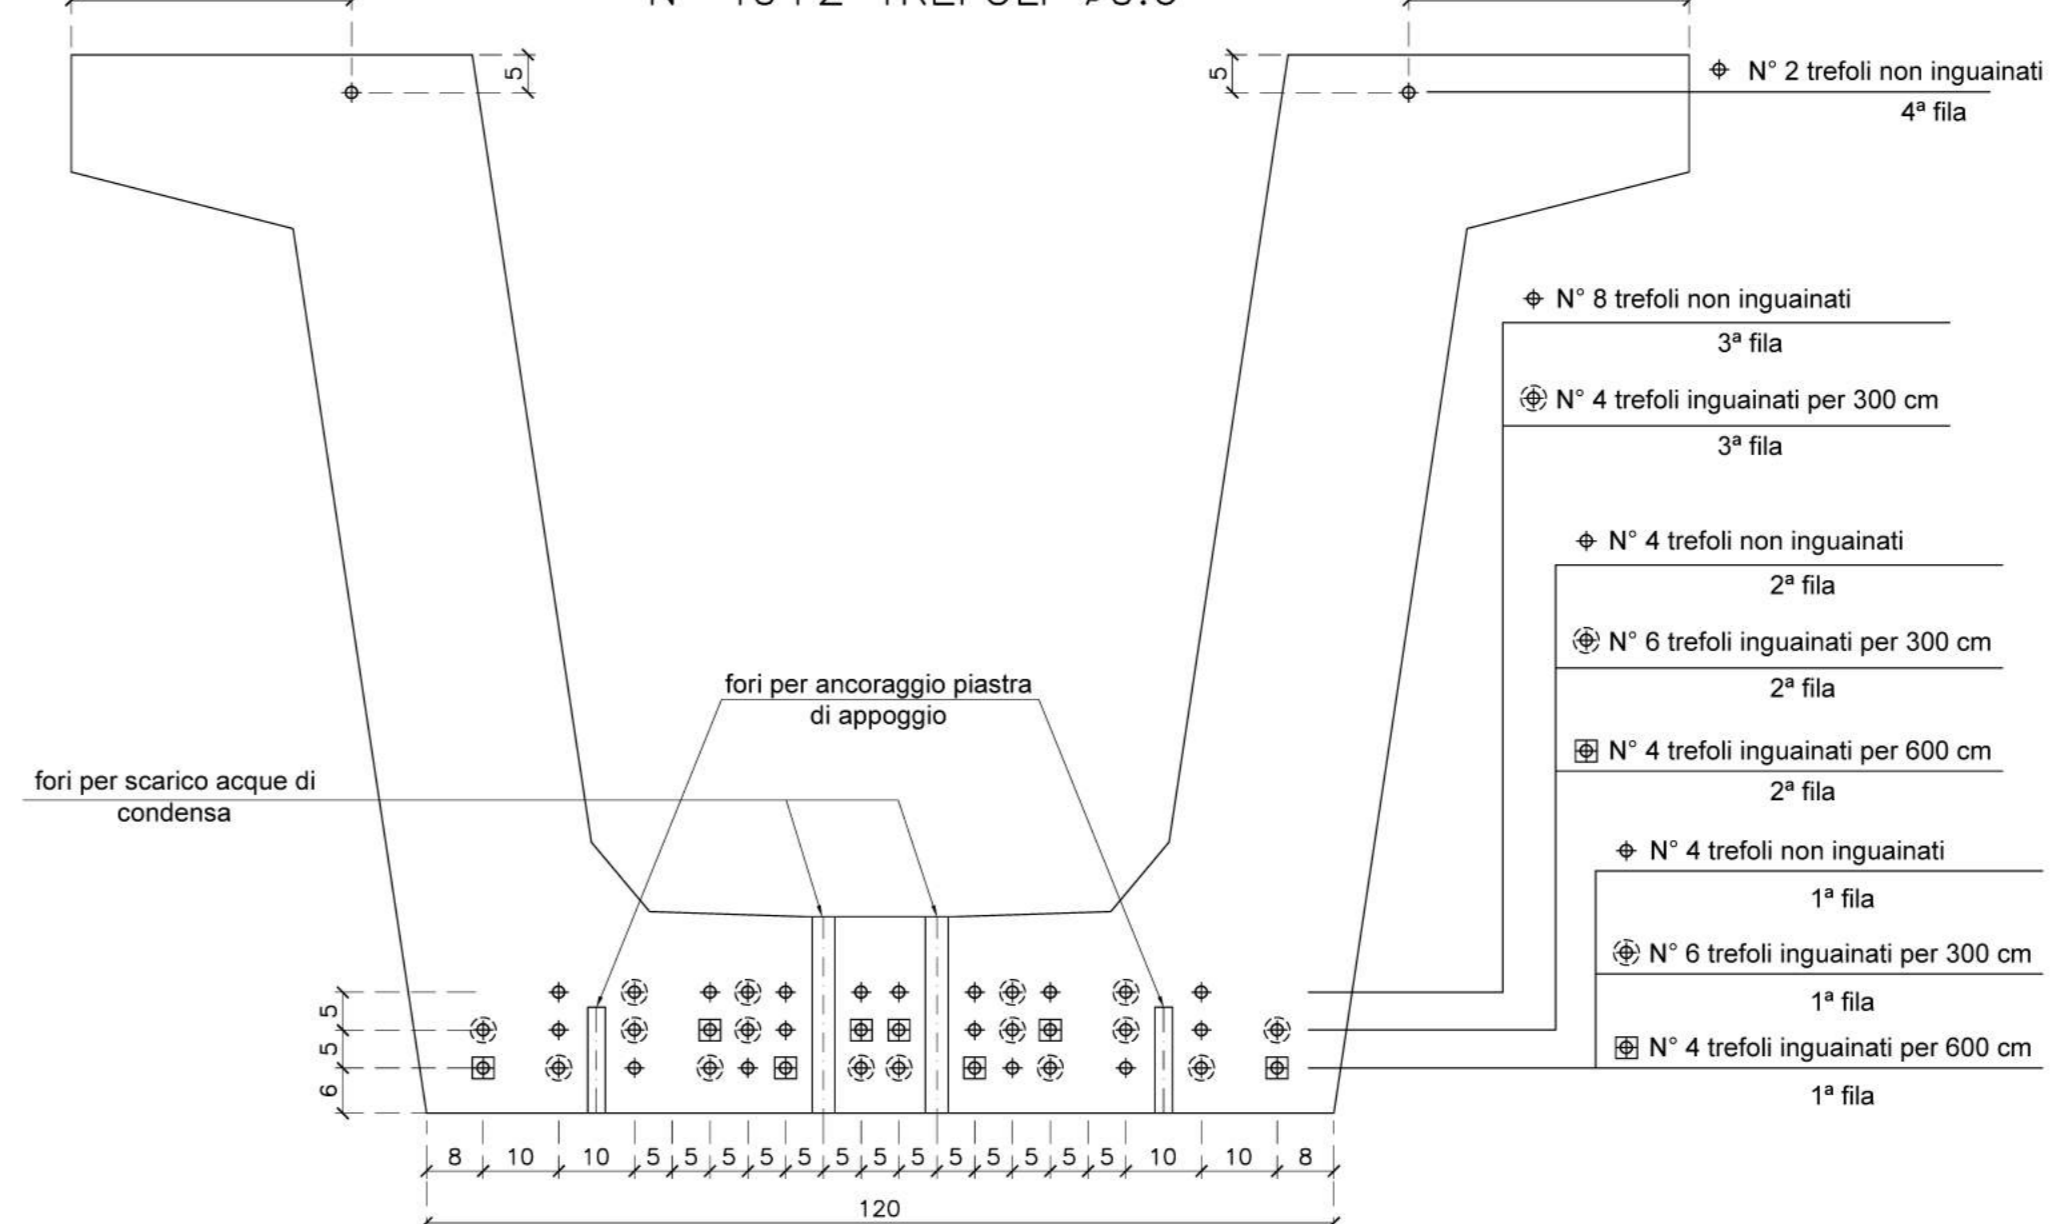 5
5
N° 2 trefoli non inguainati
4ª fila
N° 8 trefoli non inguainati
3ª fila
N° 4 trefoli inguainati per 300 cm
3ª fila
N° 4 trefoli non inguainati
2ª fila
N° 6 trefoli inguainati per 300 cm
2ª fila
N° 4 trefoli inguainati per 600 cm
2ª fila
fori per ancoraggio piastra
di appoggio
fori per scarico acque di
condensa
N° 4 trefoli non inguainati
1ª fila
N° 6 trefoli inguainati per 300 cm
1ª fila
N° 4 trefoli inguainati per 600 cm
1ª fila
5
5
6
8 10 10 5 5 5 5 5 5 5 5 5 5 5 5 5 10 10 8
120